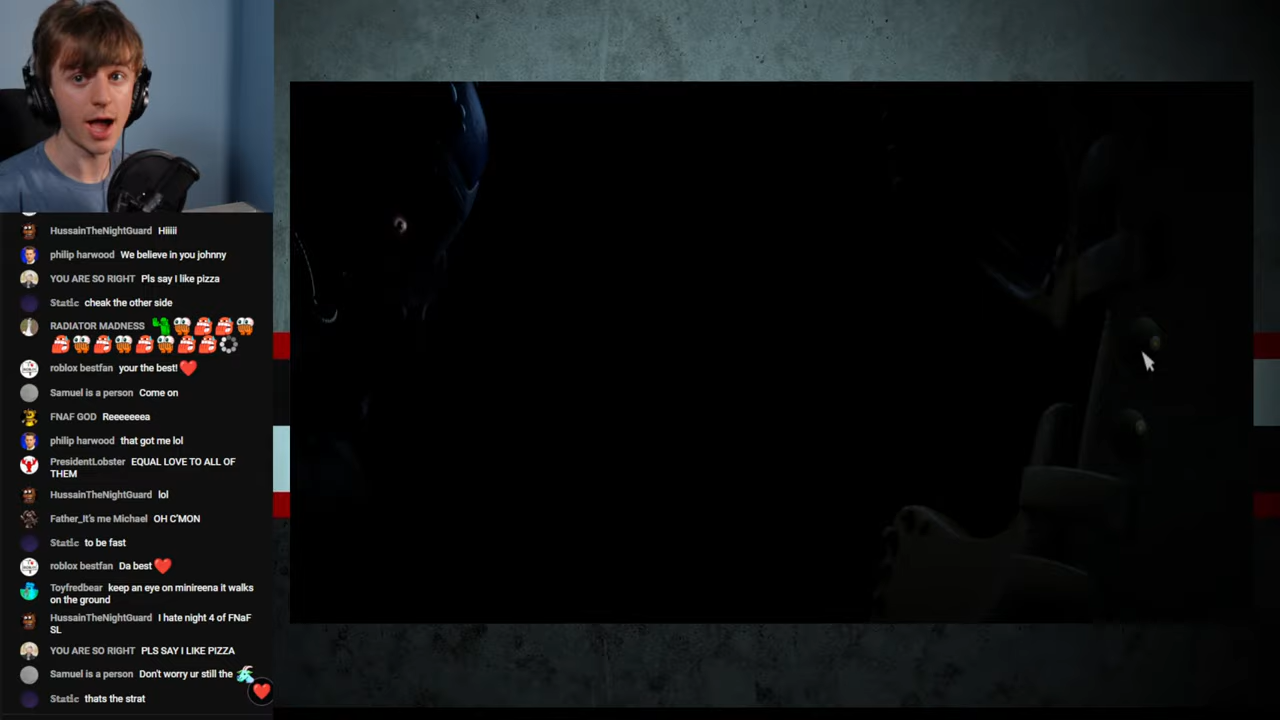 HussainTheNightGuard Hiiiii
philip harwood We believe in you johnny
YOU ARE SO RIGHT Pls say I like pizza
Static cheak the other side
RADIATOR MADNESS
roblox bestfan your the best!
Samuel is a person Come on
FNAF GOD Reeeeeeea
philip harwood that got me lol
PresidentLobster EQUAL LOVE TO ALL OF
THEM
HussainTheNightGuard lol
Father_It's me Michael OH C'MON
Static to be fast
roblox bestfan Da best
Toyfredbear keep an eye on minireena it walks
on the ground
HussainTheNightGuard I hate night 4 of FNaF
SL
YOU ARE SO RIGHT PLS SAY I LIKE PIZZA
Samuel is a person Don't worry ur still the
Static thats the strat